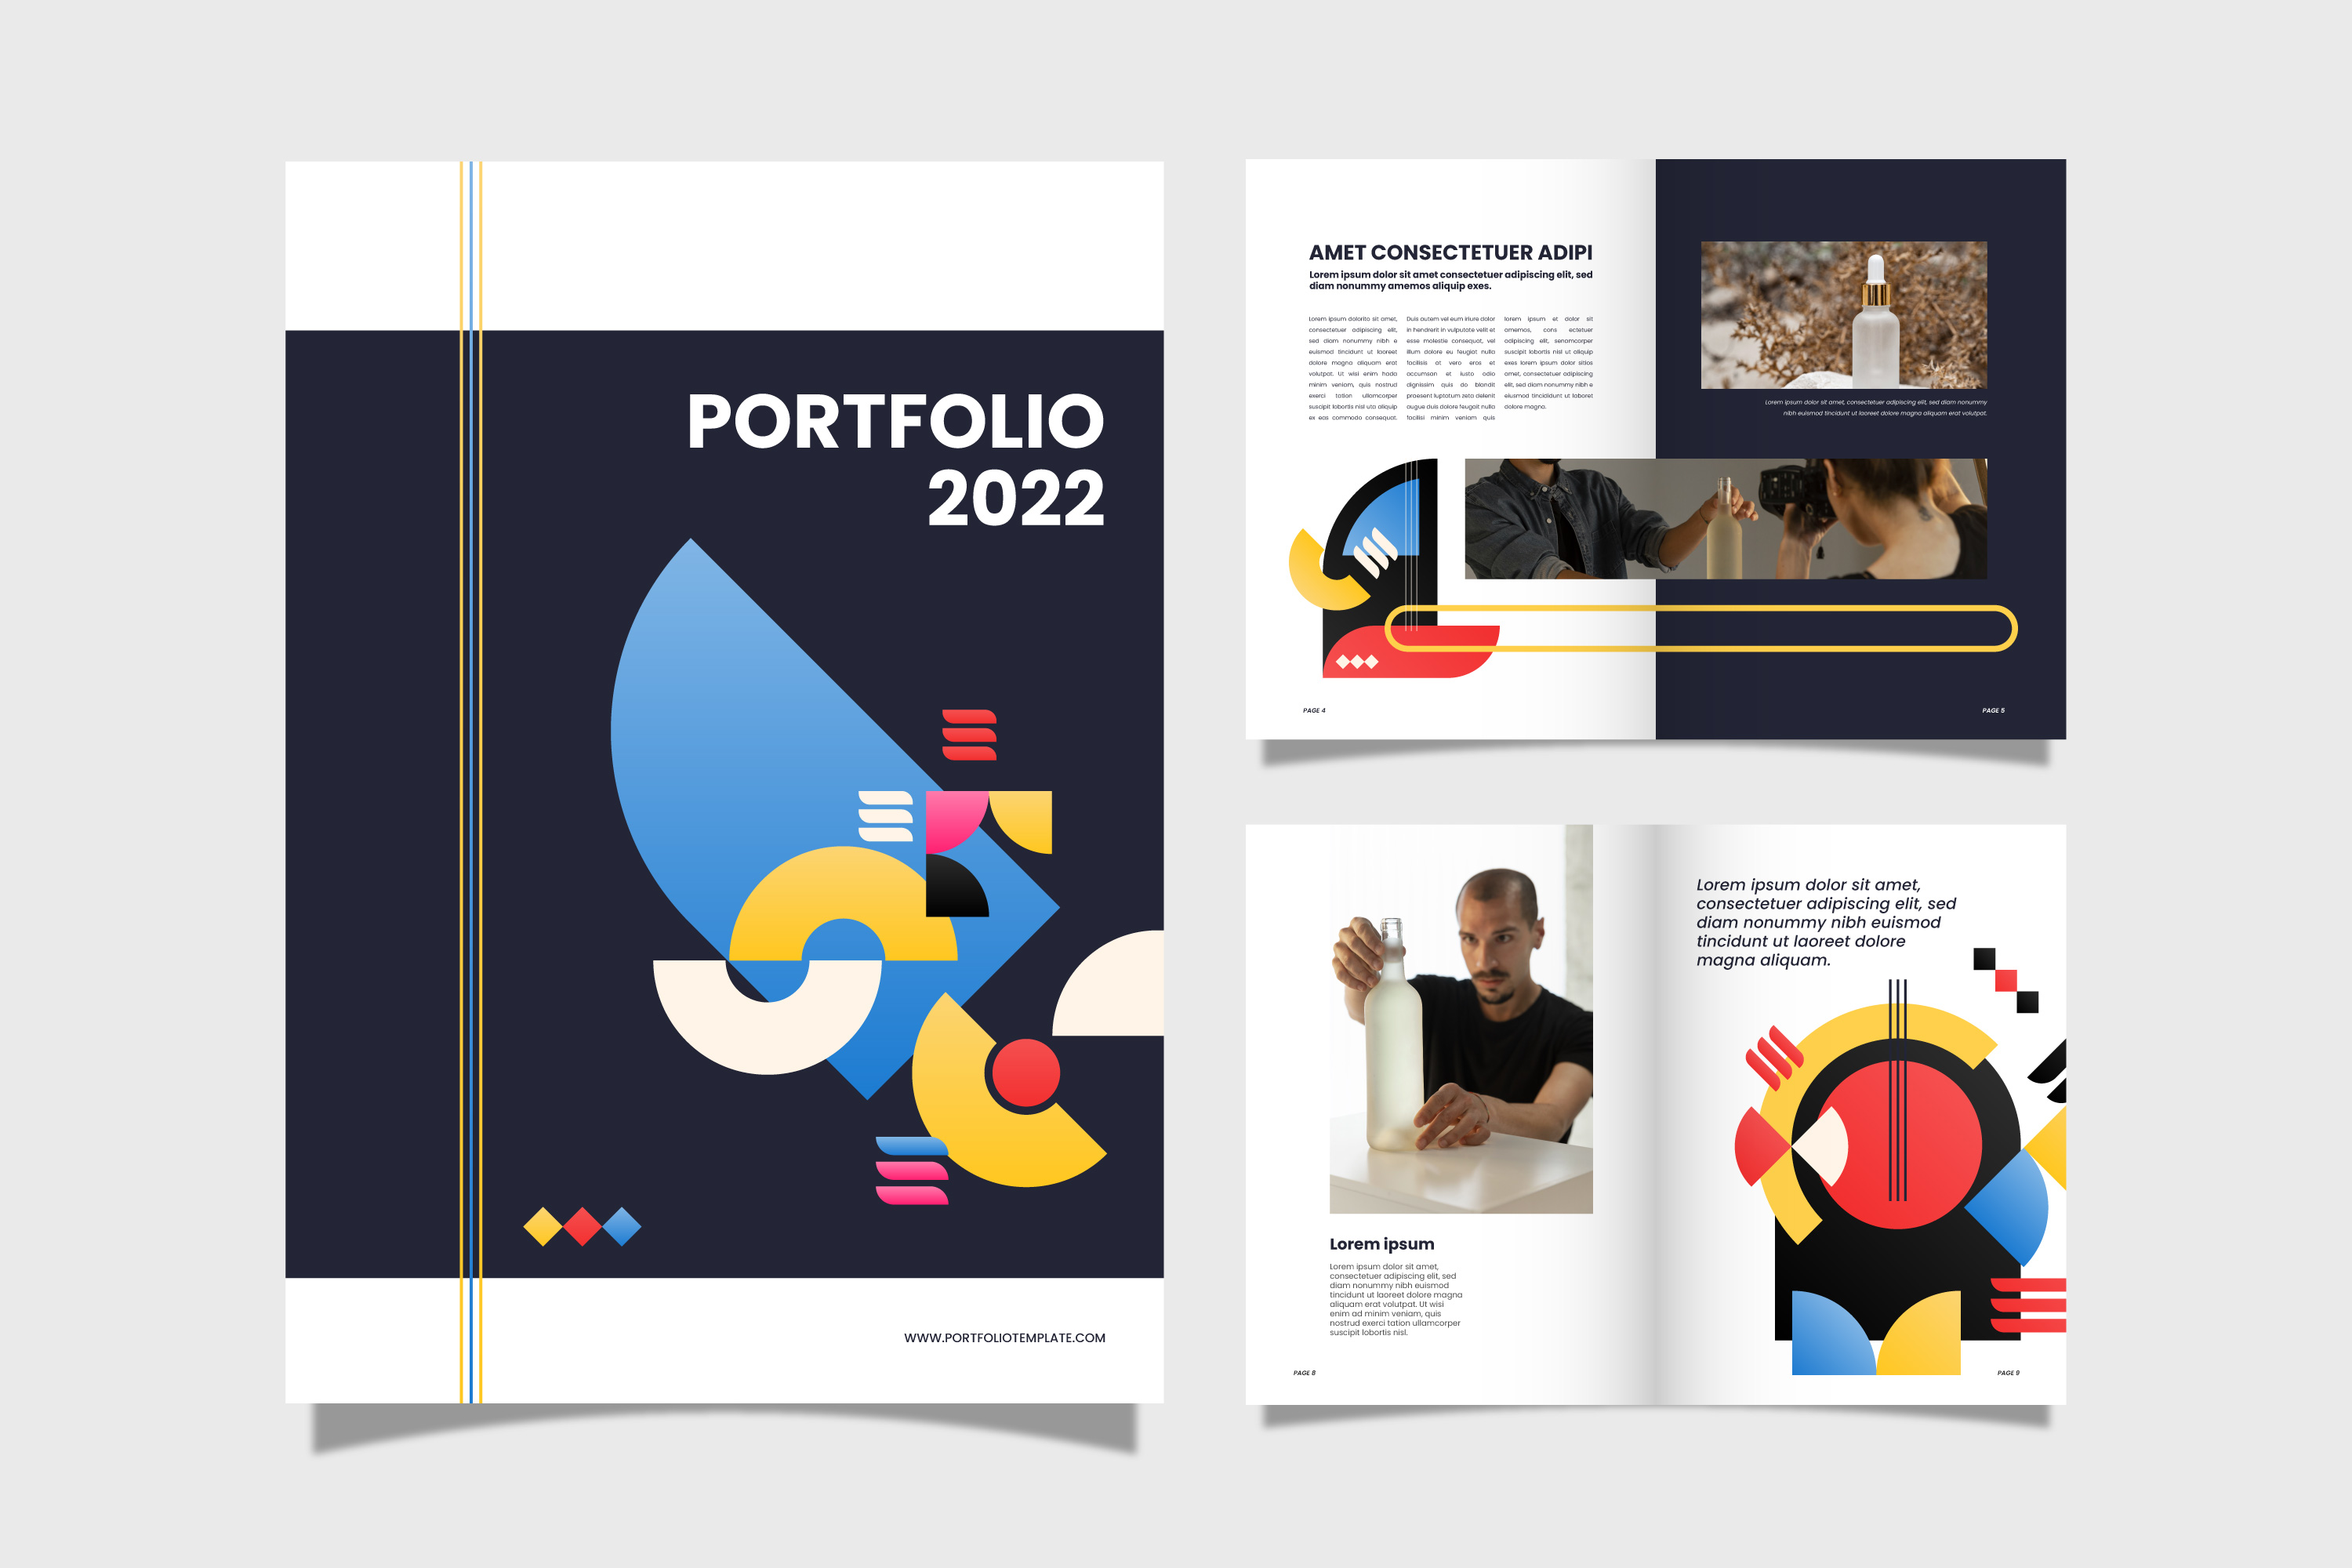 PORTFOLIO
2022
WWW.PORTFOLIOTEMPLATE.COM
AMET CONSECTETUER ADIPI
Lorem ipsum dolor sit amet consectetuer adipiscing elit, sed
diam nonummy amemos aliquip exes.
Lorem ipsum dolorito sit amet,
consectetuer adipiscing elit,
sed diam nonummy nibh e
euismod tincidunt ut laoreet
dolore magna aliquam erat
volutpat. Ut wisi enim hada
minim veniam, quis nostrud
exerci tation ullamcorper
suscipit lobortis nisl uta aliquip
ex eas commodo consequat.
Duis autem vel eum iriure dolor
in hendrerit in vulputate velit et
esse molestie consequat, vel
illum dolore eu feugiat nulla
facilisis at vero eros et
accumsan et iusto odio
dignissim quis do blandit
praesent luptatum zeta delenit
augue duis dolore feugait nulla
facilisi minim veniam quis
lorem ipsum et dolor sit
amemos, cons ectetuer
adipiscing elit, senamcorper
suscipit lobortis nisl ut aliquip
exes lorem ipsum dolor sitios
amet, consectetuer adipiscing
elit, sed diam nonummy nibh e
eiusmod tincididunt ut laboret
dolore magno.
Lorem ipsum dolor sit amet, consectetuer adipiscing elit, sed diam nonummy
nibh euismod tincidunt ut laoreet dolore magna aliquam erat volutpat.
PAGE 4
PAGE 5
Lorem ipsum
Lorem ipsum dolor sit amet,
consectetuer adipiscing elit, sed
diam nonummy nibh euismod
tincidunt ut laoreet dolore magna
aliquam erat volutpat. Ut wisi
enim ad minim veniam, quis
nostrud exerci tation ullamcorper
suscipit lobortis nisl.
PAGE 8
Lorem ipsum dolor sit amet,
consectetuer adipiscing elit, sed
diam nonummy nibh euismod
tincidunt ut laoreet dolore
magna aliquam.
PAGE 9